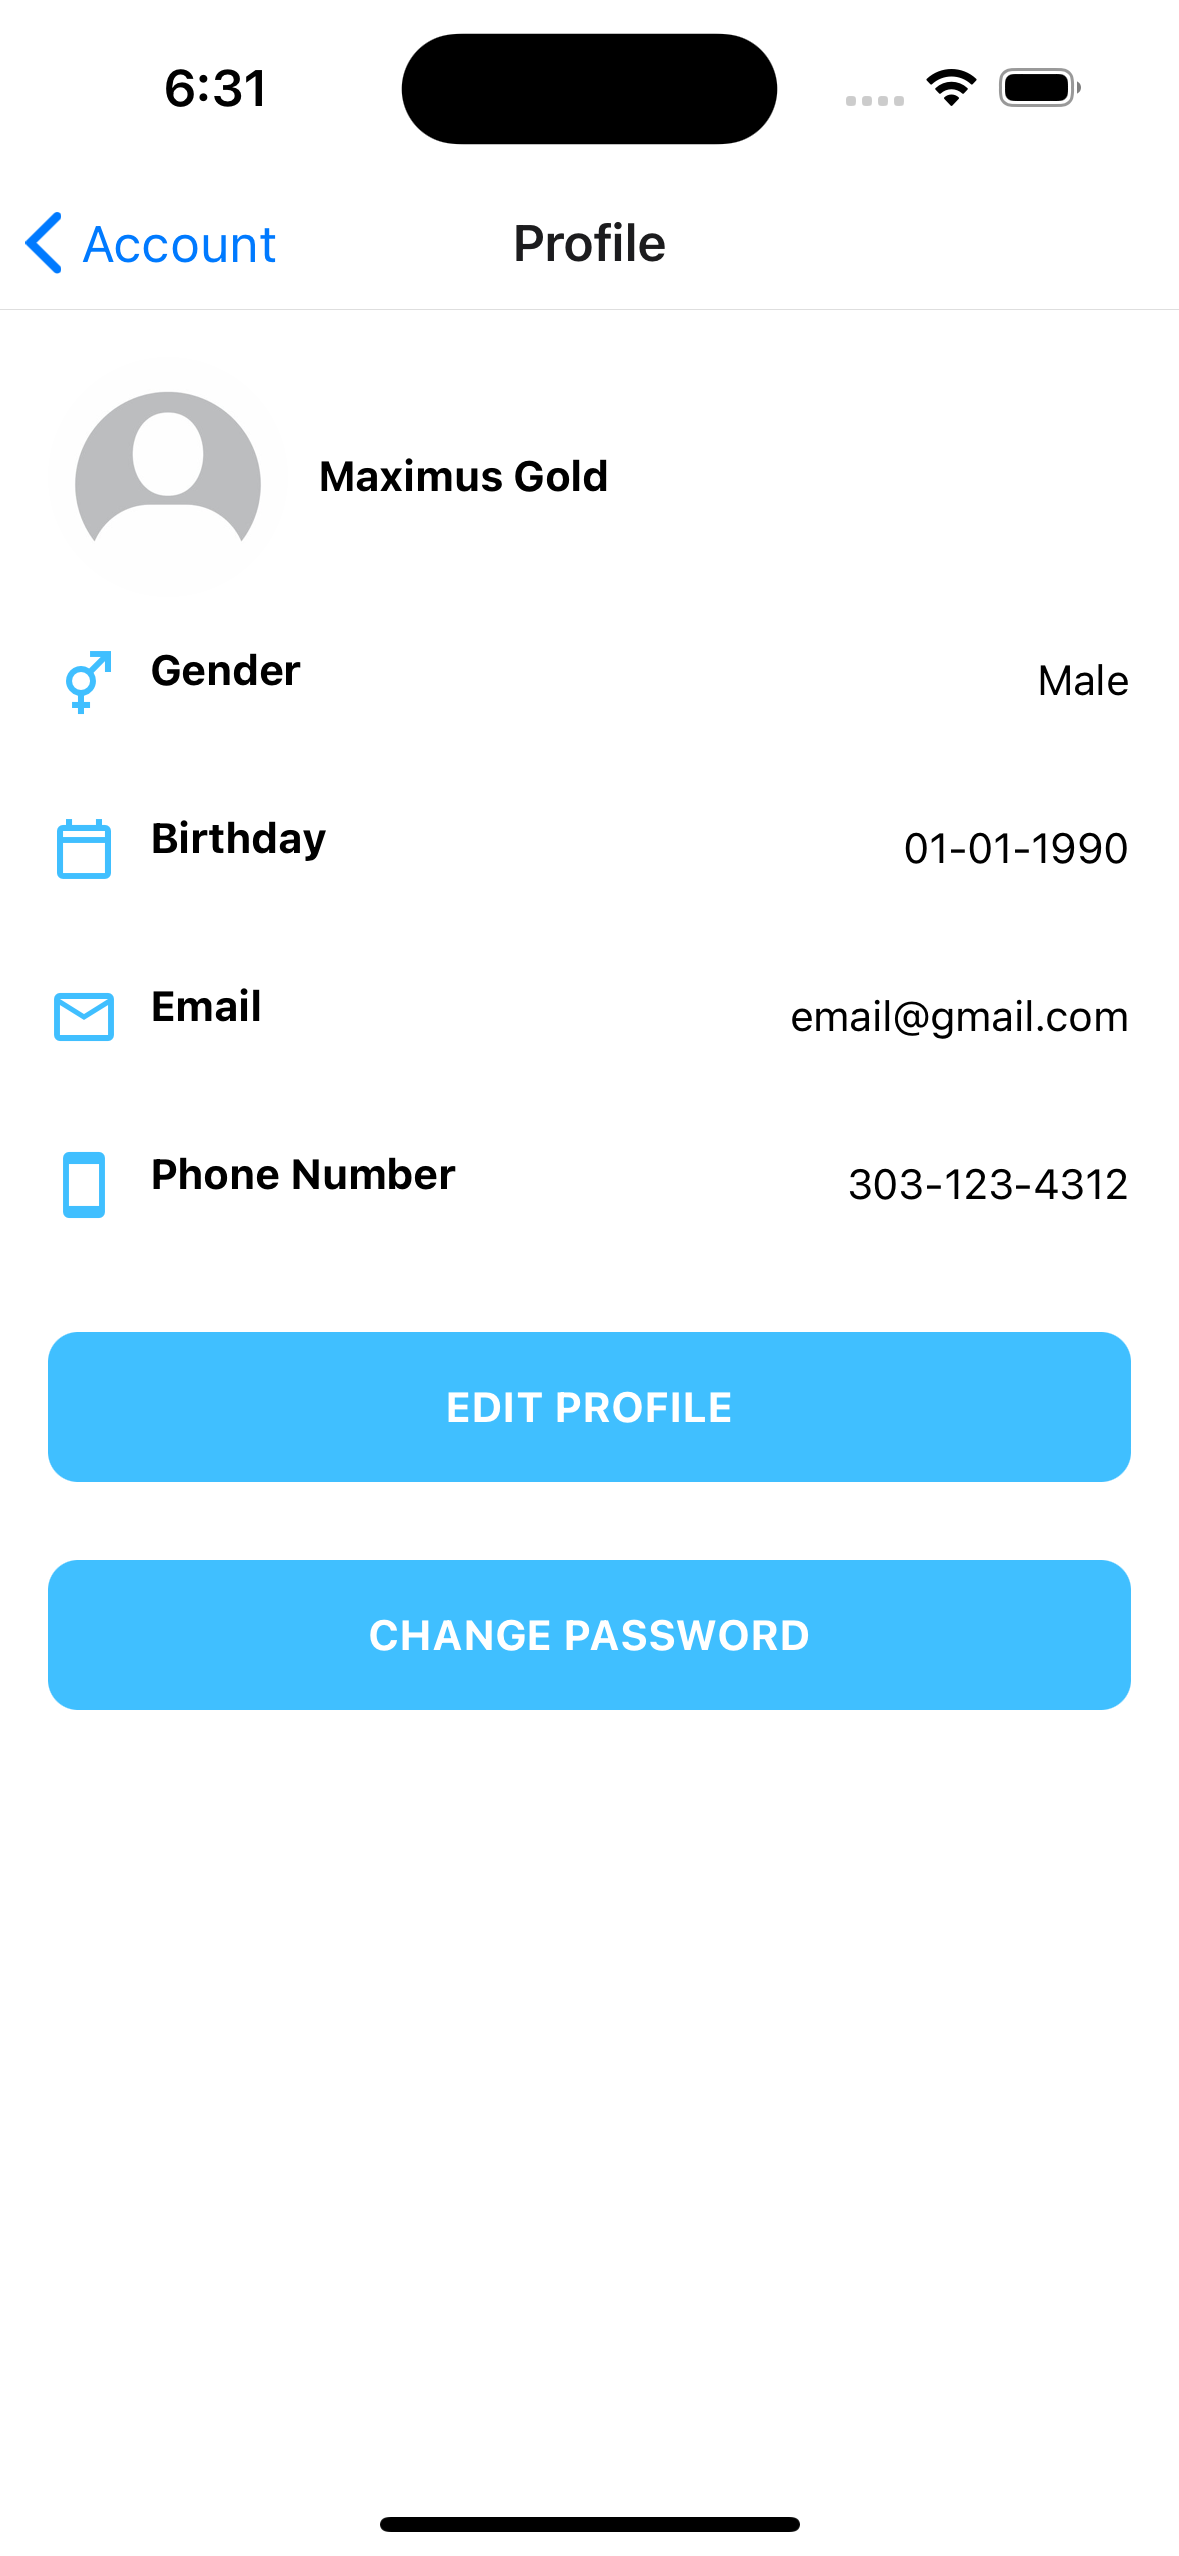 6:31
Account
Profile
Maximus Gold
Gender
Male
Birthday
01-01-1990
Email
email@gmail.com
Phone Number
303-123-4312
EDIT PROFILE
CHANGE PASSWORD